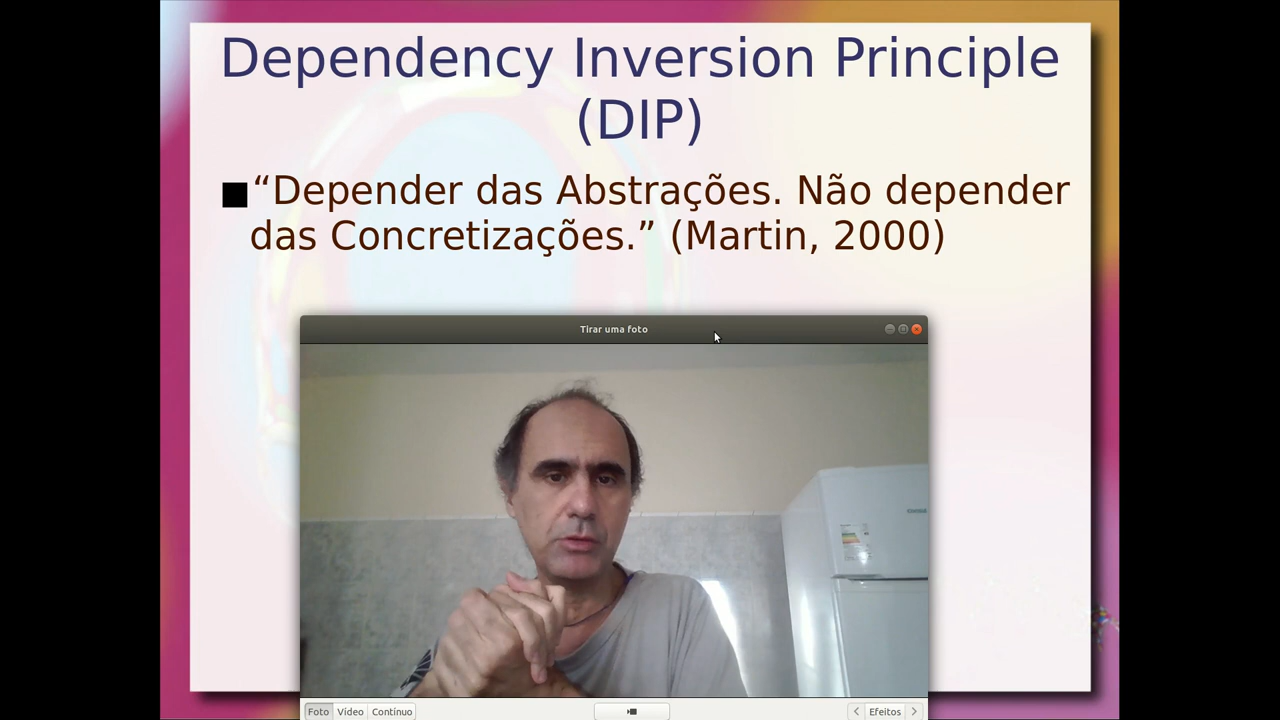 Dependency Inversion Principle
(DIP)
“Depender das Abstrações. Não depender
das Concretizações.” (Martin, 2000)
Tirar uma foto
Foto Vídeo Contínuo Efeitos